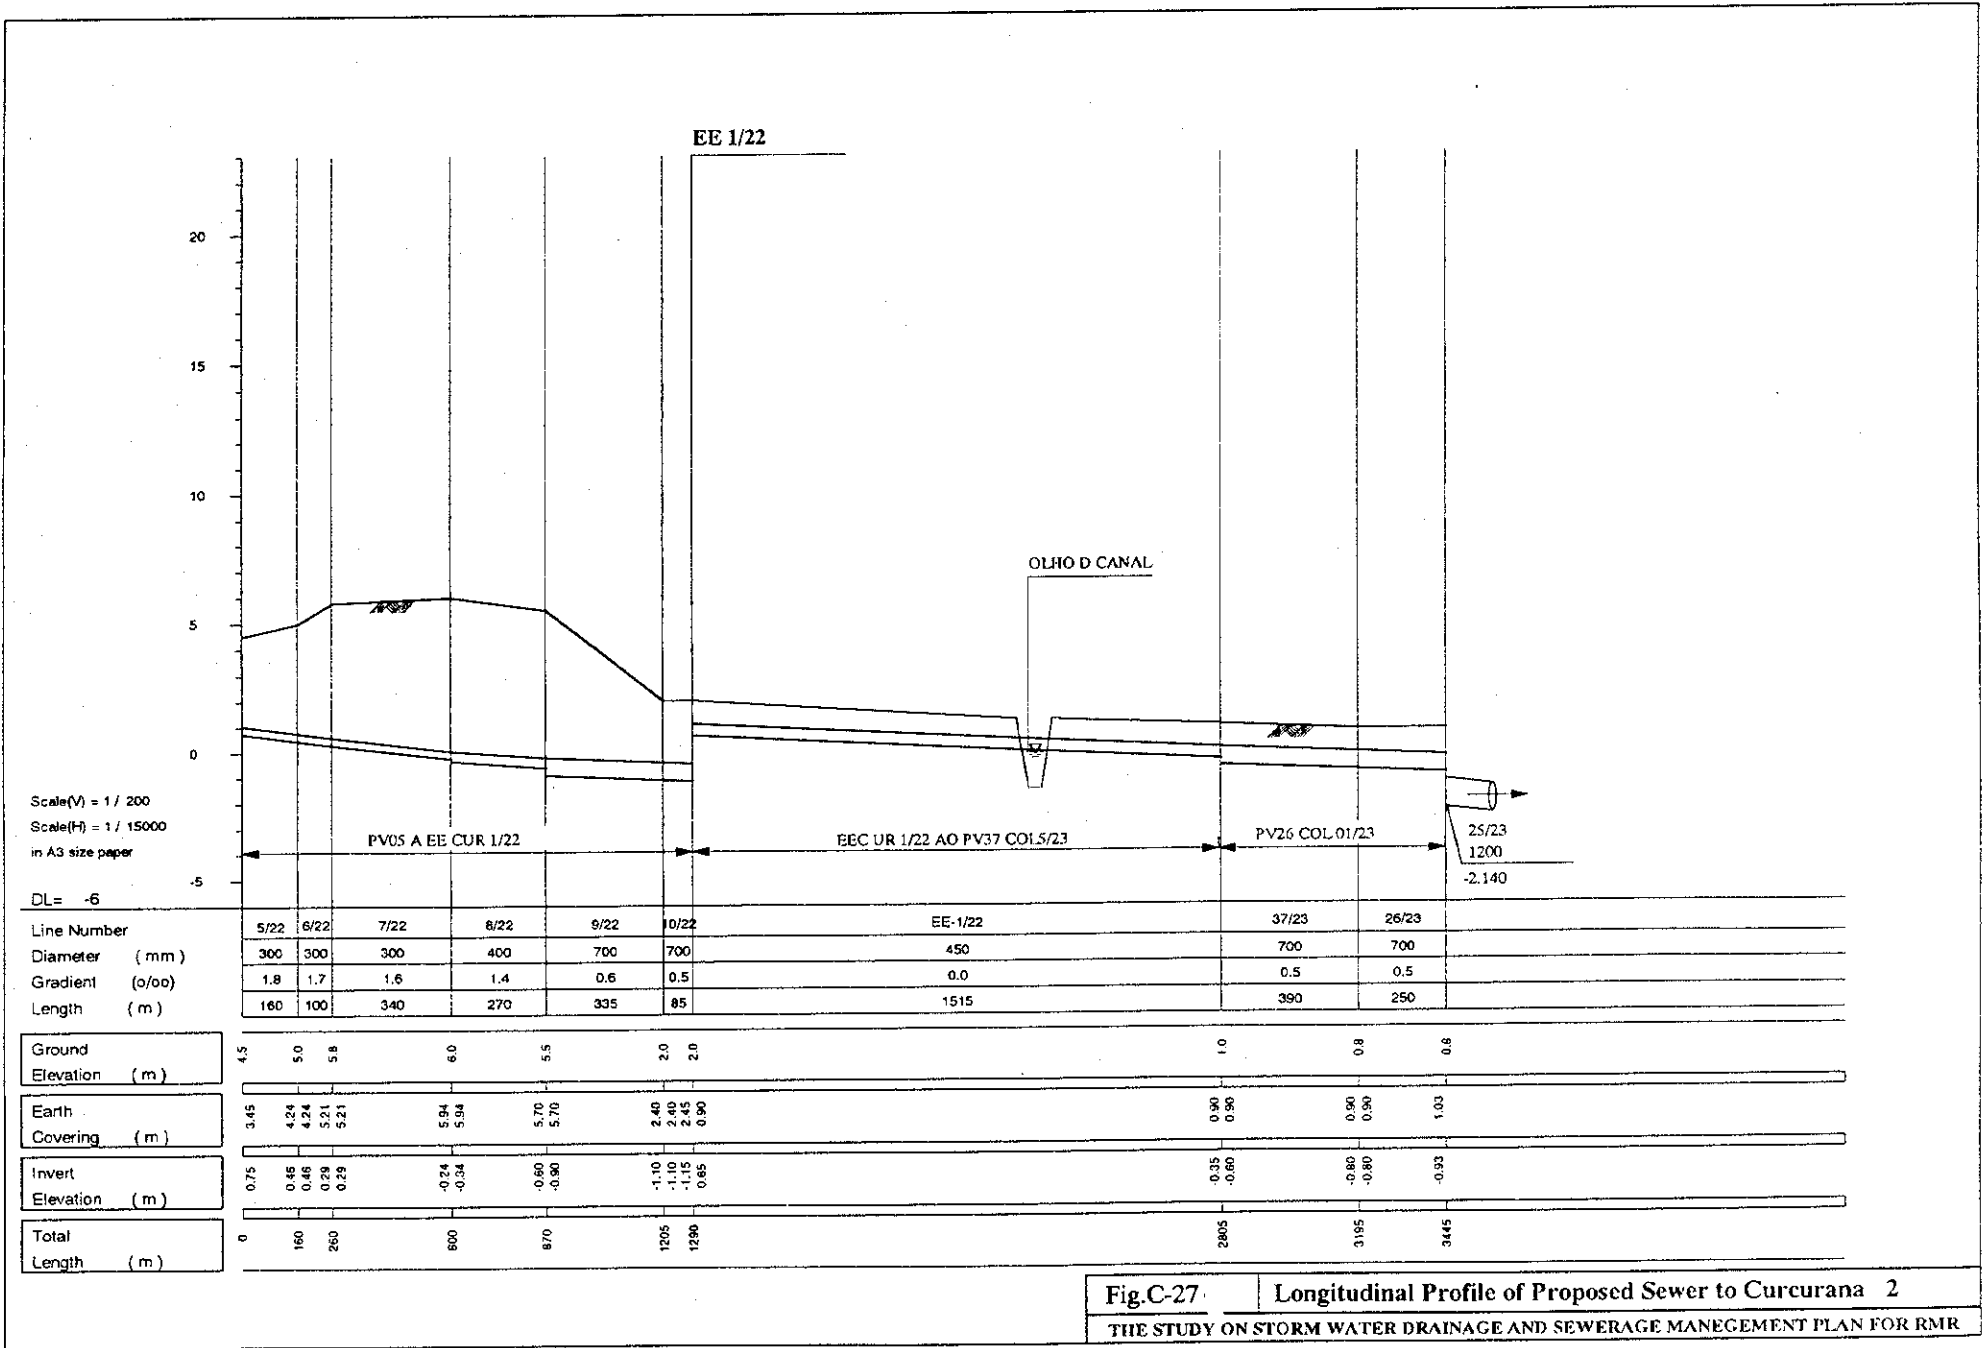 EE 1/22
20
15
10
5
0
-5
OLHO D CANAL
Scale(V) = 1 / 200
Scale(H) = 1 / 15000
in A3 size paper
DL= -6
PV05 A EE CUR 1/22
EEC UR 1/22 AO PV37 COL5/23
PV26 COL 01/23
25/23
1200
-2.140
Line Number 5/22 6/22 7/22 8/22 9/22 10/22 EE-1/22 37/23 26/23
Diameter (mm) 300 300 300 400 700 700 450 700 700
Gradient (o/oo) 1.8 1.7 1.6 1.4 0.6 0.5 0.0 0.5 0.5
Length (m) 160 100 340 270 335 85 1515 390 250
Ground
Elevation (m)
4.5 5.0 5.8 6.0 5.5 2.0 2.0 1.0 0.8 0.8
Earth
Covering (m)
3.45 4.24 4.24 5.21 5.21 5.94 5.94 5.70 5.70 2.40 2.40 2.45 0.90 0.90 0.90 0.90 0.90 1.03
Invert
Elevation (m)
0.75 0.46 0.46 0.29 0.29 -0.24 -0.34 -0.60 -0.90 -1.10 -1.10 -1.15 0.65 -0.35 -0.60 -0.80 -0.80 -0.93
Total
Length (m)
0 160 260 600 870 1205 1290 2805 3195 3445
Fig.C-27 Longitudinal Profile of Proposed Sewer to Curcurana 2
THE STUDY ON STORM WATER DRAINAGE AND SEWERAGE MANEGEMENT PLAN FOR RMR